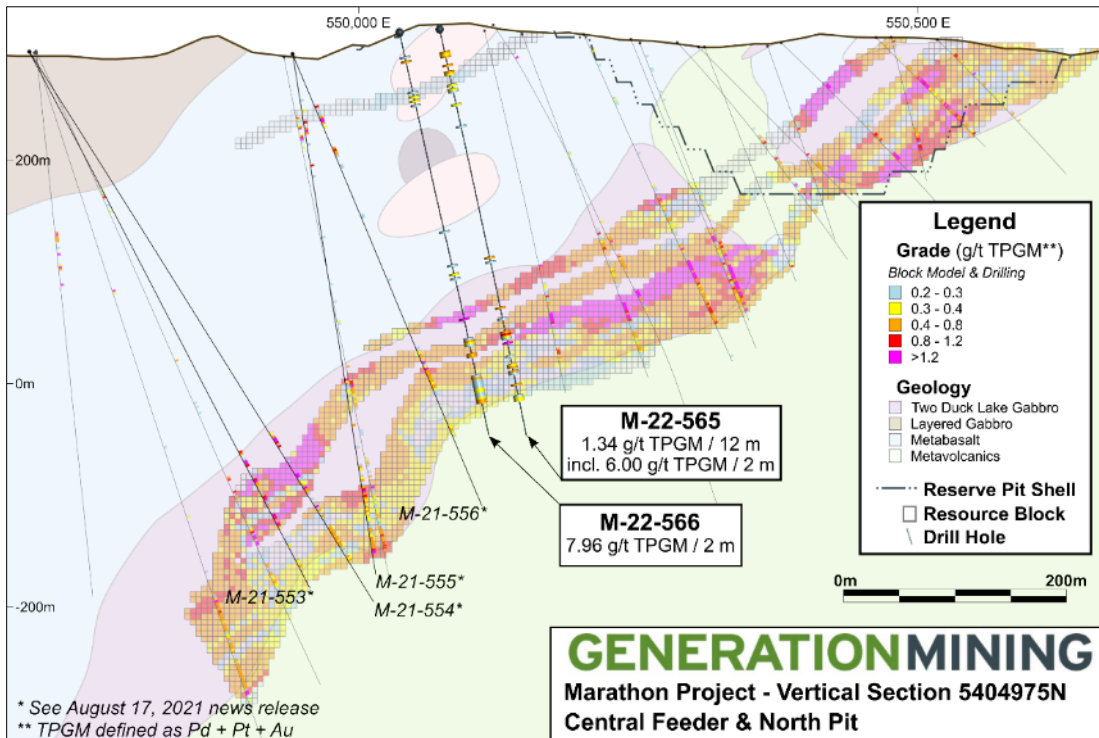 550,000 E
550,500 E
200m
0m
-200m
Legend
Grade (g/t TPGM**)
Block Model & Drilling
0.2 - 0.3
0.3 - 0.4
0.4 - 0.8
0.8 - 1.2
>1.2
Geology
Two Duck Lake Gabbro
Layered Gabbro
Metabasalt
Metavolcanics
Reserve Pit Shell
Resource Block
Drill Hole
M-22-565
1.34 g/t TPGM / 12 m
incl. 6.00 g/t TPGM / 2 m
M-22-566
7.96 g/t TPGM / 2 m
M-21-556*
M-21-555*
M-21-553*
M-21-554*
0m
200m
GENERATIONMINING
Marathon Project - Vertical Section 5404975N
Central Feeder & North Pit
* See August 17, 2021 news release
** TPGM defined as Pd + Pt + Au